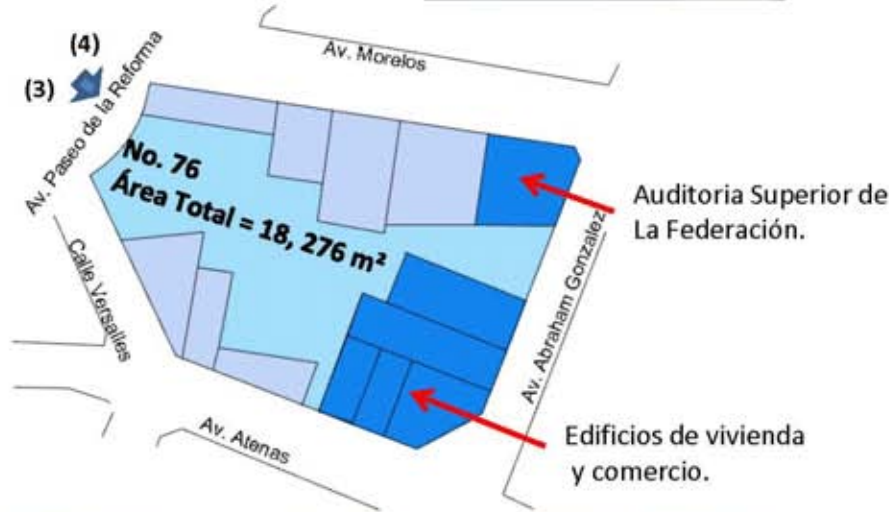 Av. Morelos
(4)
(3)
Av. Paseo de la Reforma
No. 76
Área Total = 18, 276 m²
Auditoria Superior de
La Federación.
Calle Versalles
Av. Abraham Gonzalez
Av. Atenas
Edificios de vivienda
y comercio.